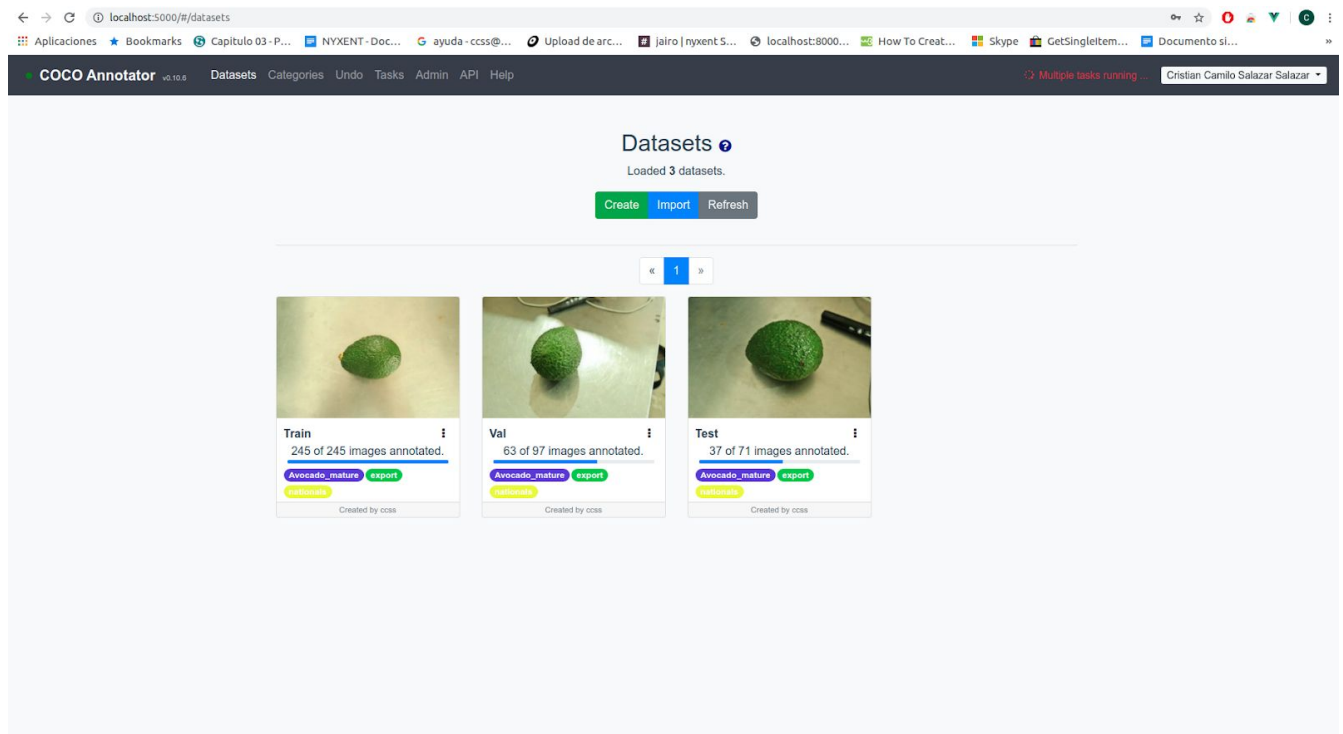 localhost:5000/#/datasets
Aplicaciones Bookmarks Capitulo 03 - P... NYXENT - Doc... ayuda - ccss@... Upload de arc... jairo | nyxent S... localhost:8000... How To Creat... Skype GetSingleItem... Documento si... »
COCO Annotator v0.10.6 Datasets Categories Undo Tasks Admin API Help Multiple tasks running ... Cristian Camilo Salazar Salazar
Datasets ?
Loaded 3 datasets.
Create Import Refresh
« 1 »
Train
245 of 245 images annotated.
Avocado_mature export
nationals
Created by ccss
Val
63 of 97 images annotated.
Avocado_mature export
nationals
Created by ccss
Test
37 of 71 images annotated.
Avocado_mature export
nationals
Created by ccss